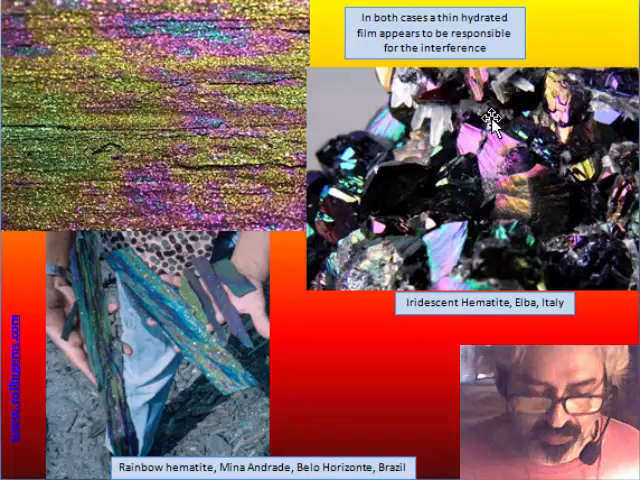 In both cases a thin hydrated
film appears to be responsible
for the interference
Iridescent Hematite, Elba, Italy
Rainbow hematite, Mina Andrade, Belo Horizonte, Brazil